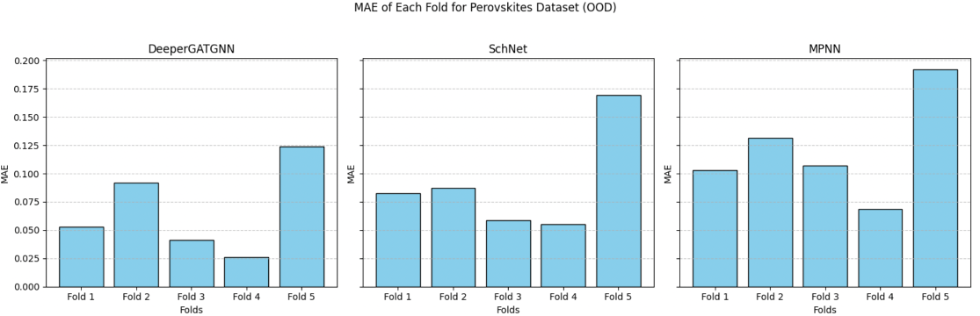 MAE of Each Fold for Perovskites Dataset (OOD)
DeeperGATGNN
SchNet
MPNN
0.200
0.175
0.150
0.125
0.100
0.075
0.050
0.025
0.000
MAE
MAE
MAE
Fold 1 Fold 2 Fold 3 Fold 4 Fold 5
Fold 1 Fold 2 Fold 3 Fold 4 Fold 5
Fold 1 Fold 2 Fold 3 Fold 4 Fold 5
Folds
Folds
Folds